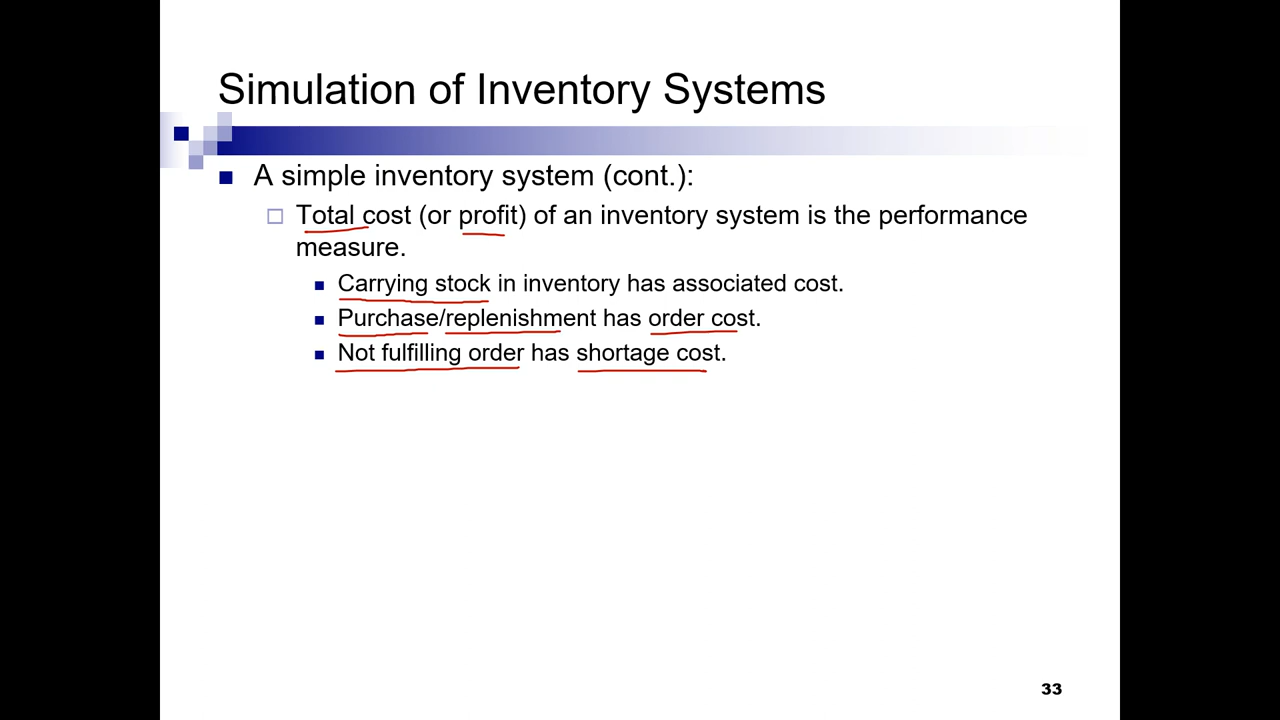 Simulation of Inventory Systems
A simple inventory system (cont.):
Total cost (or profit) of an inventory system is the performance
measure.
Carrying stock in inventory has associated cost.
Purchase/replenishment has order cost.
Not fulfilling order has shortage cost.
33